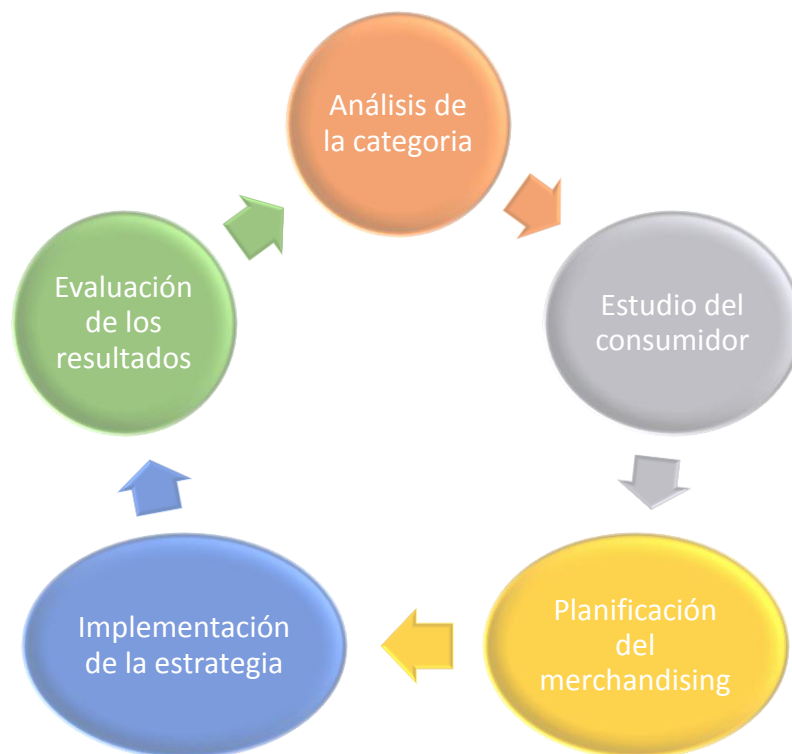 Análisis de
la categoria
Estudio del
consumidor
Planificación
del
merchandising
Implementación
de la estrategia
Evaluación
de los
resultados